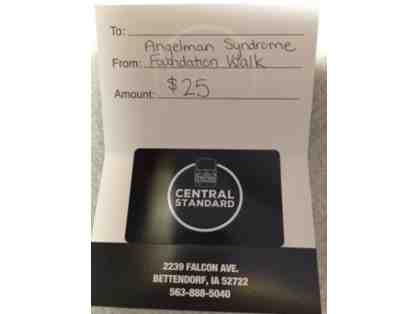 To:
Angelman Syndrome
From: Foundation Walk
Amount: $25
CENTRAL
STANDARD
2239 FALCON AVE.
BETTENDORF, IA 52722
563-888-5040